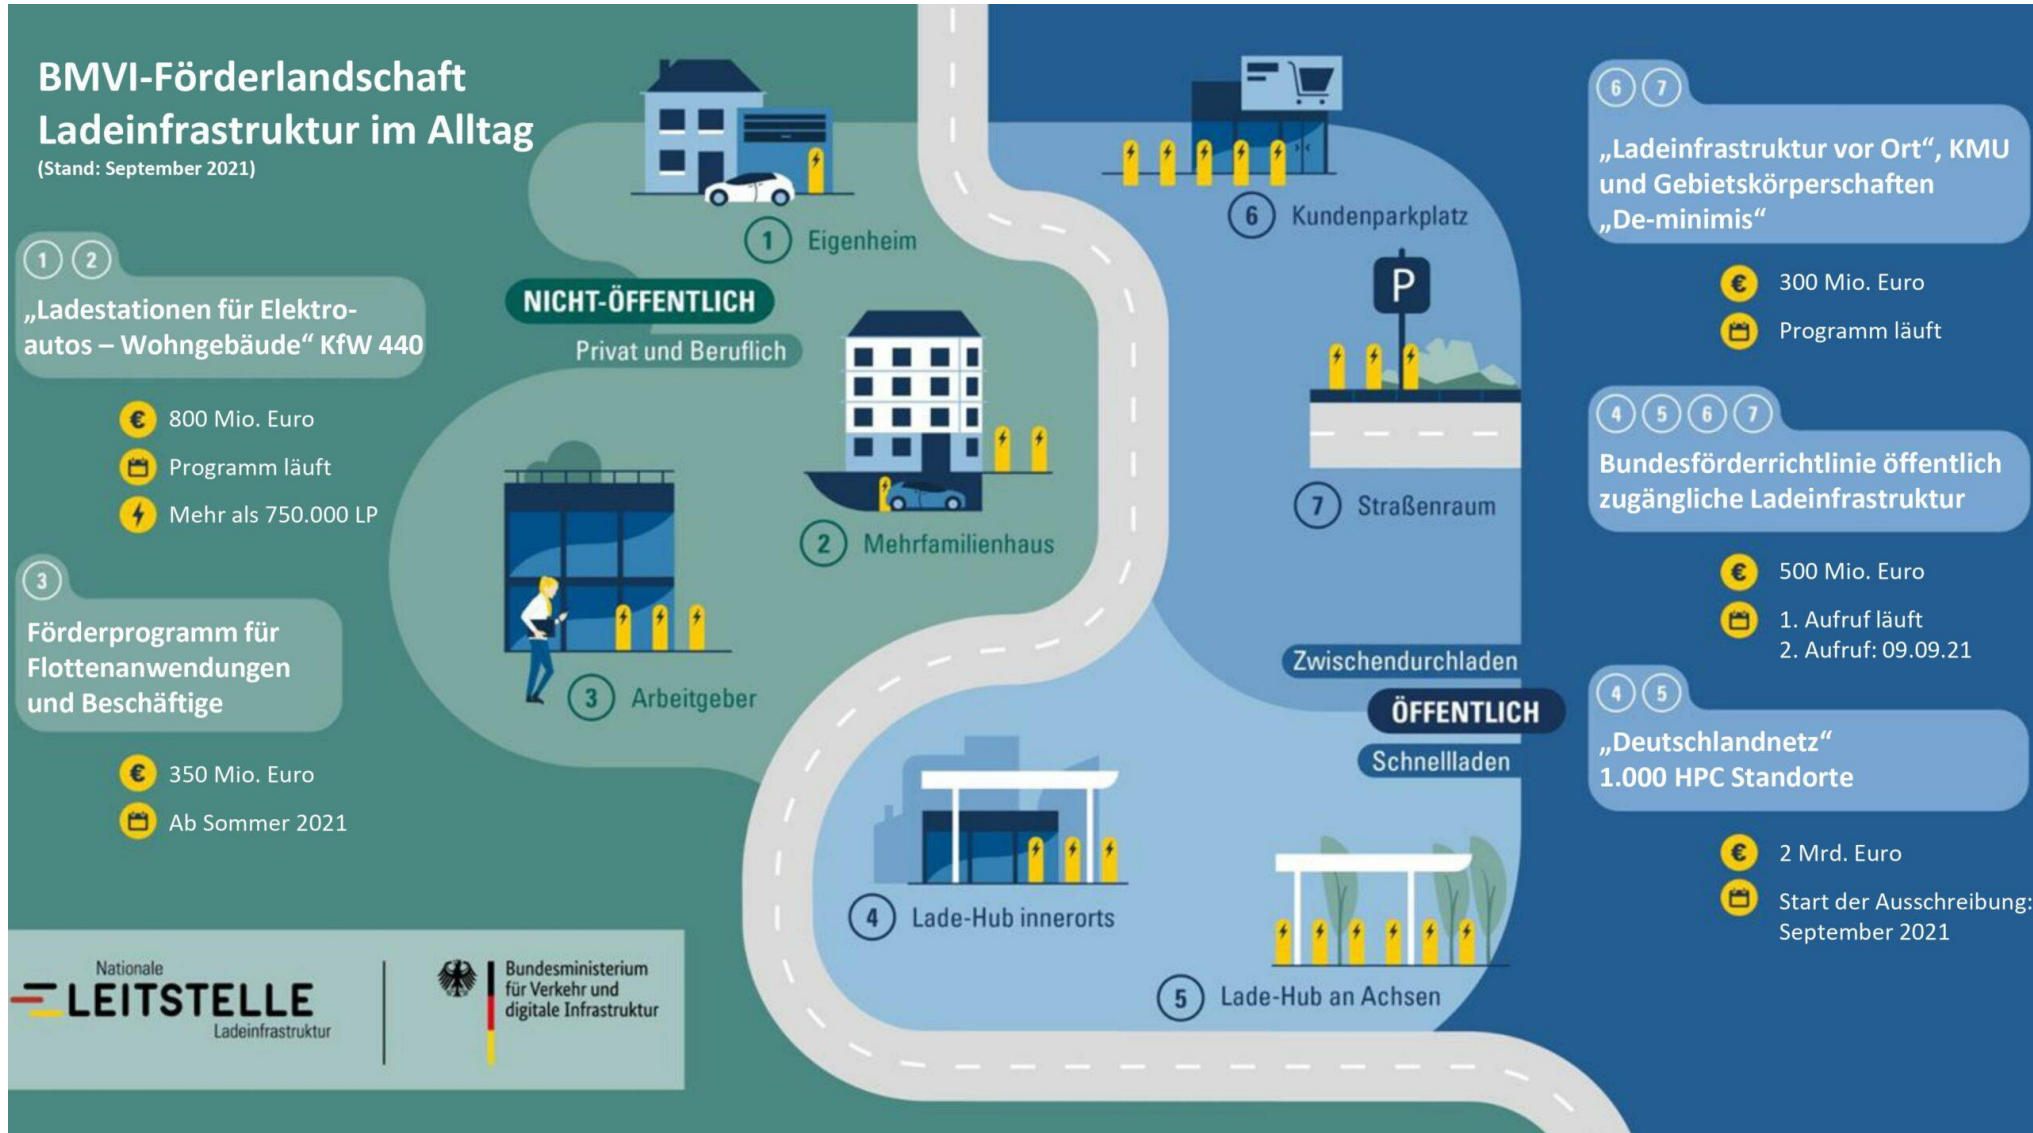 BMVI-Förderlandschaft
Ladeinfrastruktur im Alltag
(Stand: September 2021)
1 2
„Ladestationen für Elektro-
autos – Wohngebäude“ KfW 440
€ 800 Mio. Euro
Programm läuft
Mehr als 750.000 LP
3
Förderprogramm für
Flottenanwendungen
und Beschäftige
€ 350 Mio. Euro
Ab Sommer 2021
1 Eigenheim
NICHT-ÖFFENTLICH
Privat und Beruflich
2 Mehrfamilienhaus
3 Arbeitgeber
6 Kundenparkplatz
P
7 Straßenraum
Zwischendurchladen
ÖFFENTLICH
Schnellladen
4 Lade-Hub innerorts
5 Lade-Hub an Achsen
6 7
„Ladeinfrastruktur vor Ort“, KMU
und Gebietskörperschaften
„De-minimis“
€ 300 Mio. Euro
Programm läuft
4 5 6 7
Bundesförderrichtlinie öffentlich
zugängliche Ladeinfrastruktur
€ 500 Mio. Euro
1. Aufruf läuft
2. Aufruf: 09.09.21
4 5
„Deutschlandnetz“
1.000 HPC Standorte
€ 2 Mrd. Euro
Start der Ausschreibung:
September 2021
Nationale
LEITSTELLE
Ladeinfrastruktur
Bundesministerium
für Verkehr und
digitale Infrastruktur